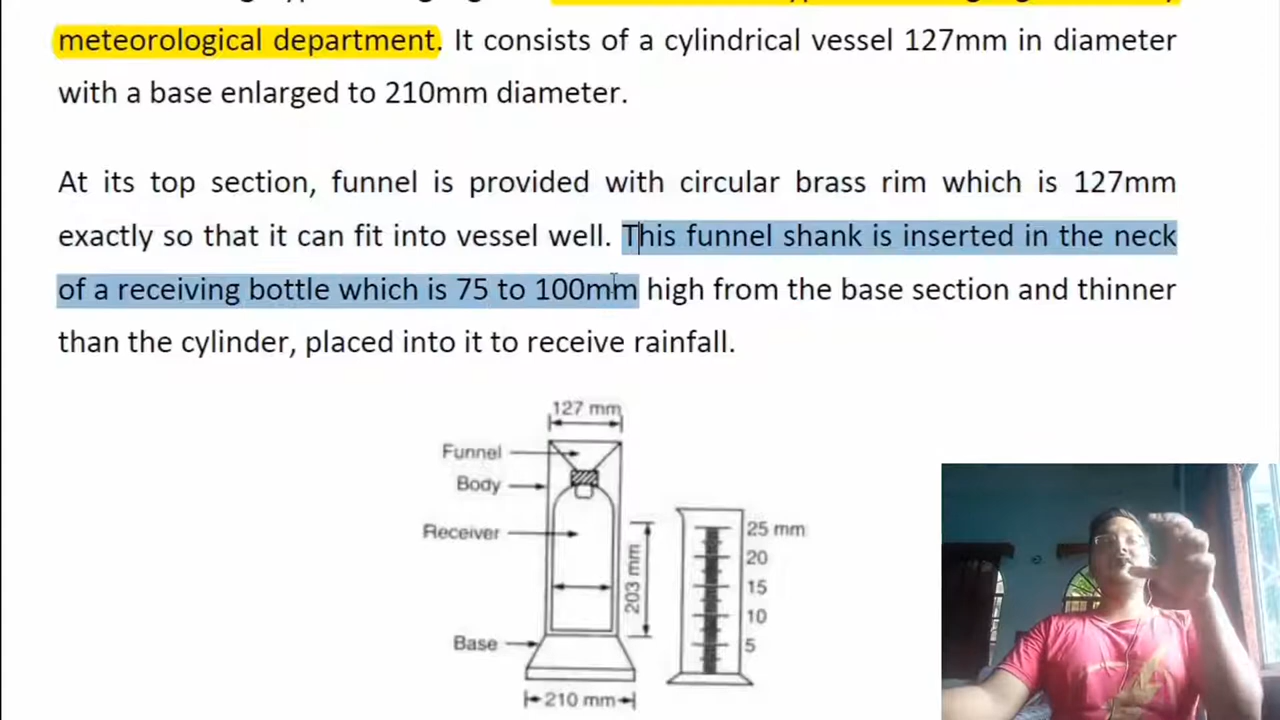 meteorological department. It consists of a cylindrical vessel 127mm in diameter
with a base enlarged to 210mm diameter.
At its top section, funnel is provided with circular brass rim which is 127mm
exactly so that it can fit into vessel well. This funnel shank is inserted in the neck
of a receiving bottle which is 75 to 100mm high from the base section and thinner
than the cylinder, placed into it to receive rainfall.
127 mm
Funnel
Body
Receiver
203 mm
Base
210 mm
25 mm
20
15
10
5